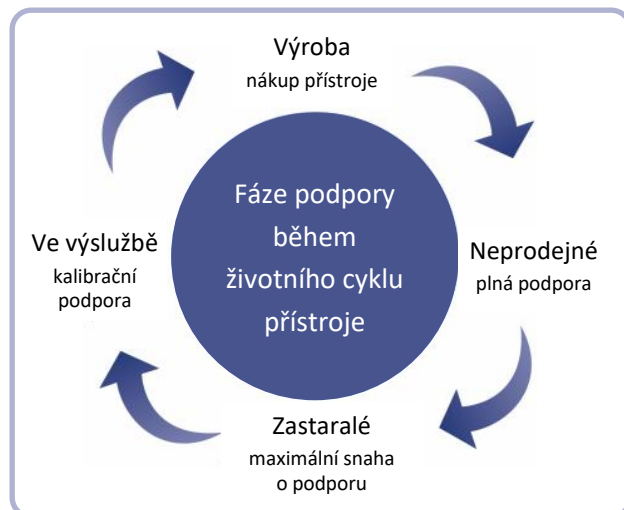 Výroba
nákup přístroje
Fáze podpory
během
životního cyklu
přístroje
Neprodejné
plná podpora
Zastaralé
maximální snaha
o podporu
Ve výslužbě
kalibrační
podpora